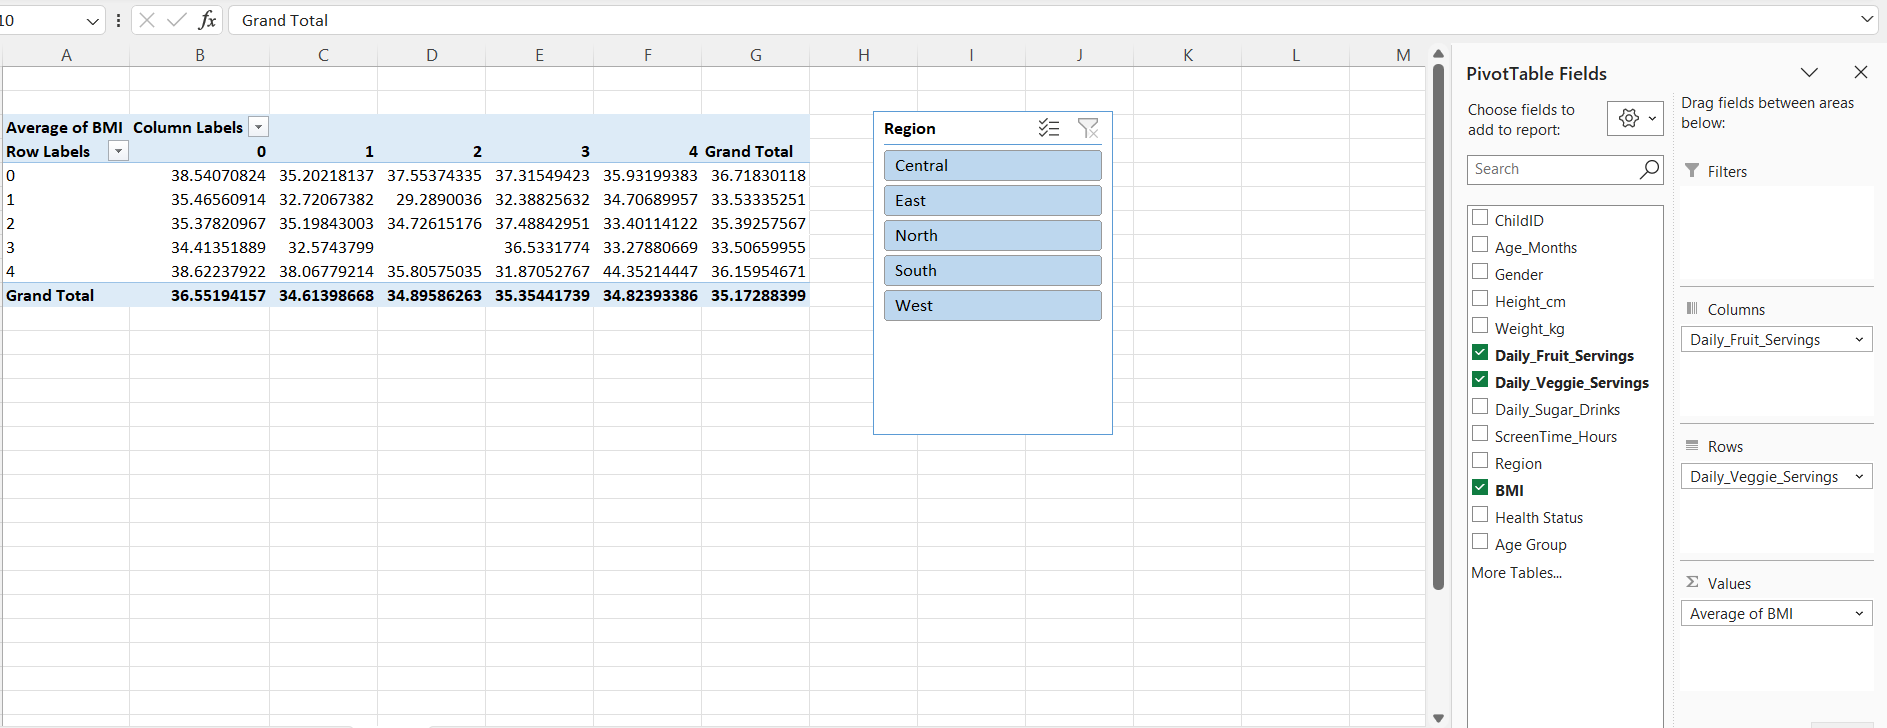 10 Grand Total
A B C D E F G H I J K L M
Average of BMI Column Labels
Row Labels 0 1 2 3 4 Grand Total
0 38.54070824 35.20218137 37.55374335 37.31549423 35.93199383 36.71830118
1 35.46560914 32.72067382 29.2890036 32.38825632 34.70689957 33.53335251
2 35.37820967 35.19843003 34.72615176 37.48842951 33.40114122 35.39257567
3 34.41351889 32.5743799 36.5331774 33.27880669 33.50659955
4 38.62237922 38.06779214 35.80575035 31.87052767 44.35214447 36.15954671
Grand Total 36.55194157 34.61398668 34.89586263 35.35441739 34.82393386 35.17288399
Region
Central
East
North
South
West
PivotTable Fields
Choose fields to
add to report:
Search
ChildID
Age_Months
Gender
Height_cm
Weight_kg
Daily_Fruit_Servings
Daily_Veggie_Servings
Daily_Sugar_Drinks
ScreenTime_Hours
Region
BMI
Health Status
Age Group
More Tables...
Drag fields between areas
below:
Filters
Columns
Daily_Fruit_Servings
Rows
Daily_Veggie_Servings
Σ Values
Average of BMI